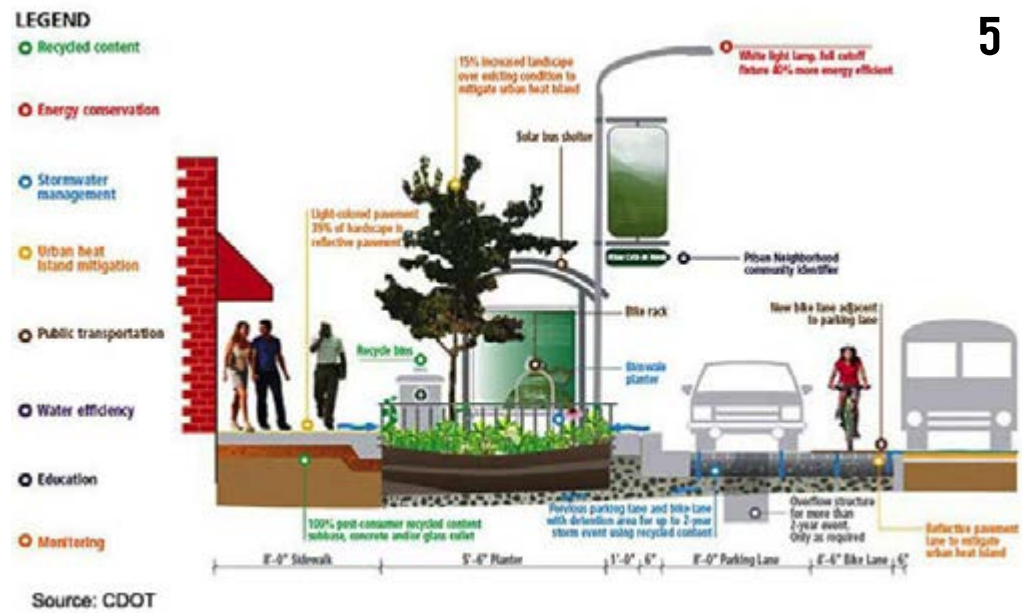 LEGEND
5
Recycled content
Energy conservation
Stormwater
management
Urban heat
island mitigation
Public transportation
Water efficiency
Education
Monitoring
15% increased landscape
over existing condition to
mitigate urban heat island
White light lamp, full cutoff
fixture 40% more energy efficient
Solar bus shelter
Light-colored pavement
39% of hardscape is
reflective pavement
Pilsen Neighborhood
community identifier
Bike rack
New bike lane adjacent
to parking lane
Recycle bins
Bioswale
planter
100% post-consumer recycled content
subbase, concrete and/or glass cullet
Pervious parking lane and bike lane
with detention area for up to 2-year
storm event using recycled content
Overflow structure
for more than
2-year event.
Only as required
Reflective pavement
lane to mitigate
urban heat island
8'-0" Sidewalk
5'-6" Planter
1'-0"
6"
8'-0" Parking Lane
6"
Source: CDOT